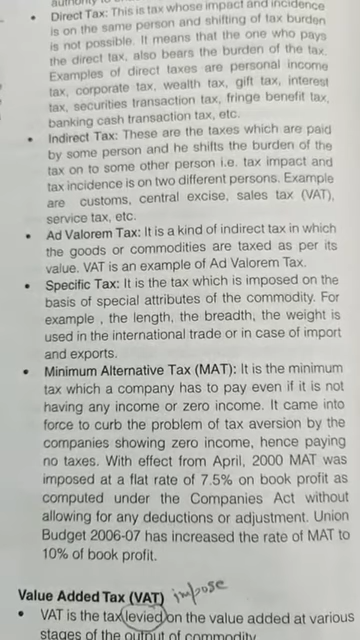 authority to another.
• Direct Tax: This is tax whose impact and incidence
is on the same person and shifting of tax burden
is not possible. It means that the one who pays
the direct tax, also bears the burden of the tax.
Examples of direct taxes are personal income
tax, corporate tax, wealth tax, gift tax, interest
tax, securities transaction tax, fringe benefit tax,
banking cash transaction tax, etc.
• Indirect Tax: These are the taxes which are paid
by some person and he shifts the burden of the
tax on to some other person i.e. tax impact and
tax incidence is on two different persons. Example
are customs, central excise, sales tax (VAT),
service tax, etc.
• Ad Valorem Tax: It is a kind of indirect tax in which
the goods or commodities are taxed as per its
value. VAT is an example of Ad Valorem Tax.
• Specific Tax: It is the tax which is imposed on the
basis of special attributes of the commodity. For
example , the length, the breadth, the weight is
used in the international trade or in case of import
and exports.
• Minimum Alternative Tax (MAT): It is the minimum
tax which a company has to pay even if it is not
having any income or zero income. It came into
force to curb the problem of tax aversion by the
companies showing zero income, hence paying
no taxes. With effect from April, 2000 MAT was
imposed at a flat rate of 7.5% on book profit as
computed under the Companies Act without
allowing for any deductions or adjustment. Union
Budget 2006-07 has increased the rate of MAT to
10% of book profit.
Value Added Tax (VAT) impose
• VAT is the tax levied on the value added at various
stages of the output of commodity